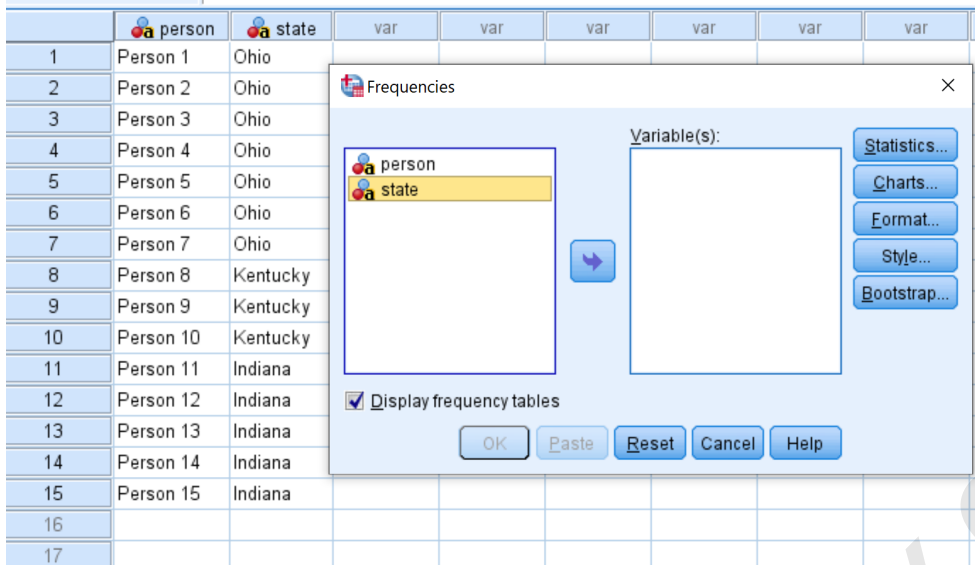 person state var var var var var var
1 Person 1 Ohio
Frequencies
2 Person 2 Ohio
3 Person 3 Ohio
4 Person 4 Ohio
5 Person 5 Ohio
6 Person 6 Ohio
7 Person 7 Ohio
8 Person 8 Kentucky
9 Person 9 Kentucky
10 Person 10 Kentucky
11 Person 11 Indiana
12 Person 12 Indiana
13 Person 13 Indiana
14 Person 14 Indiana
15 Person 15 Indiana
16
17
Variable(s):
person
state
Statistics...
Charts...
Format...
Style...
Bootstrap...
Display frequency tables
OK Paste Reset Cancel Help